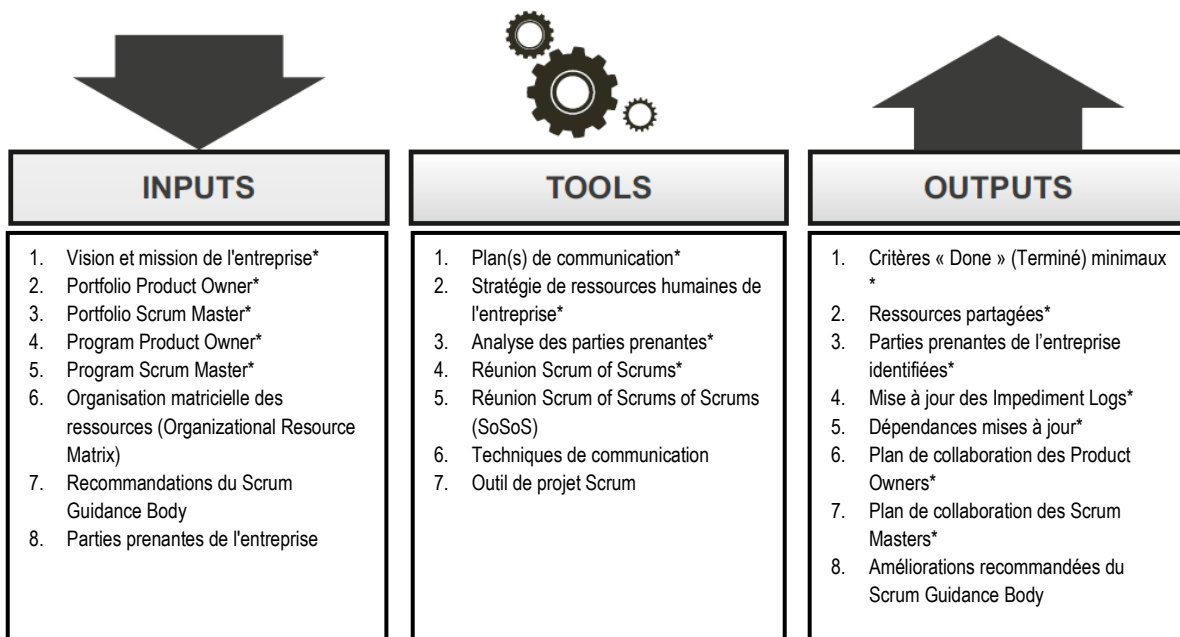 INPUTS
1. Vision et mission de l'entreprise*
2. Portfolio Product Owner*
3. Portfolio Scrum Master*
4. Program Product Owner*
5. Program Scrum Master*
6. Organisation matricielle des
ressources (Organizational Resource
Matrix)
7. Recommandations du Scrum
Guidance Body
8. Parties prenantes de l'entreprise
TOOLS
1. Plan(s) de communication*
2. Stratégie de ressources humaines de
l'entreprise*
3. Analyse des parties prenantes*
4. Réunion Scrum of Scrums*
5. Réunion Scrum of Scrums of Scrums
(SoSoS)
6. Techniques de communication
7. Outil de projet Scrum
OUTPUTS
1. Critères « Done » (Terminé) minimaux
*
2. Ressources partagées*
3. Parties prenantes de l’entreprise
identifiées*
4. Mise à jour des Impediment Logs*
5. Dépendances mises à jour*
6. Plan de collaboration des Product
Owners*
7. Plan de collaboration des Scrum
Masters*
8. Améliorations recommandées du
Scrum Guidance Body